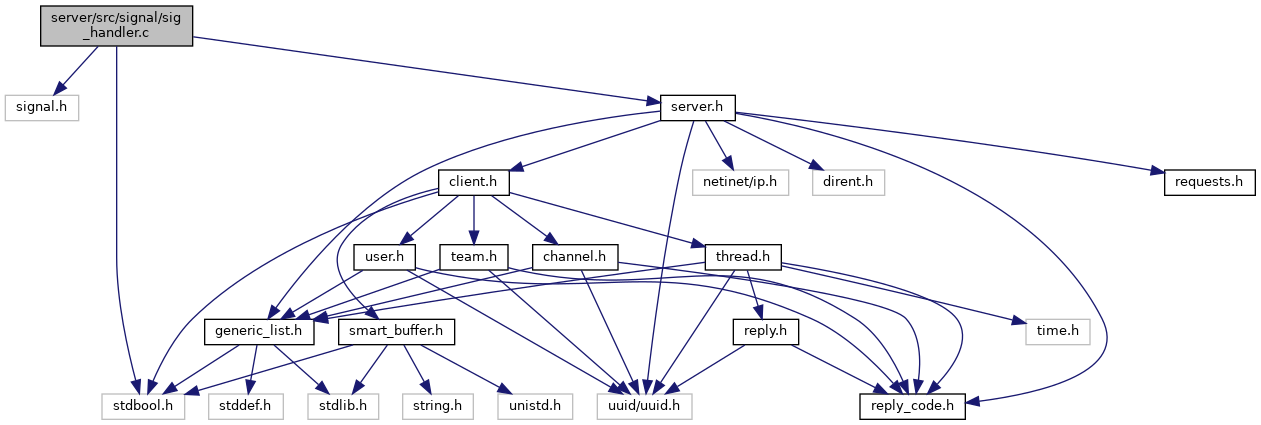 server/src/signal/sig
_handler.c
signal.h
server.h
client.h
netinet/ip.h
dirent.h
requests.h
user.h
team.h
channel.h
thread.h
generic_list.h
smart_buffer.h
reply.h
time.h
stdbool.h
stddef.h
stdlib.h
string.h
unistd.h
uuid/uuid.h
reply_code.h